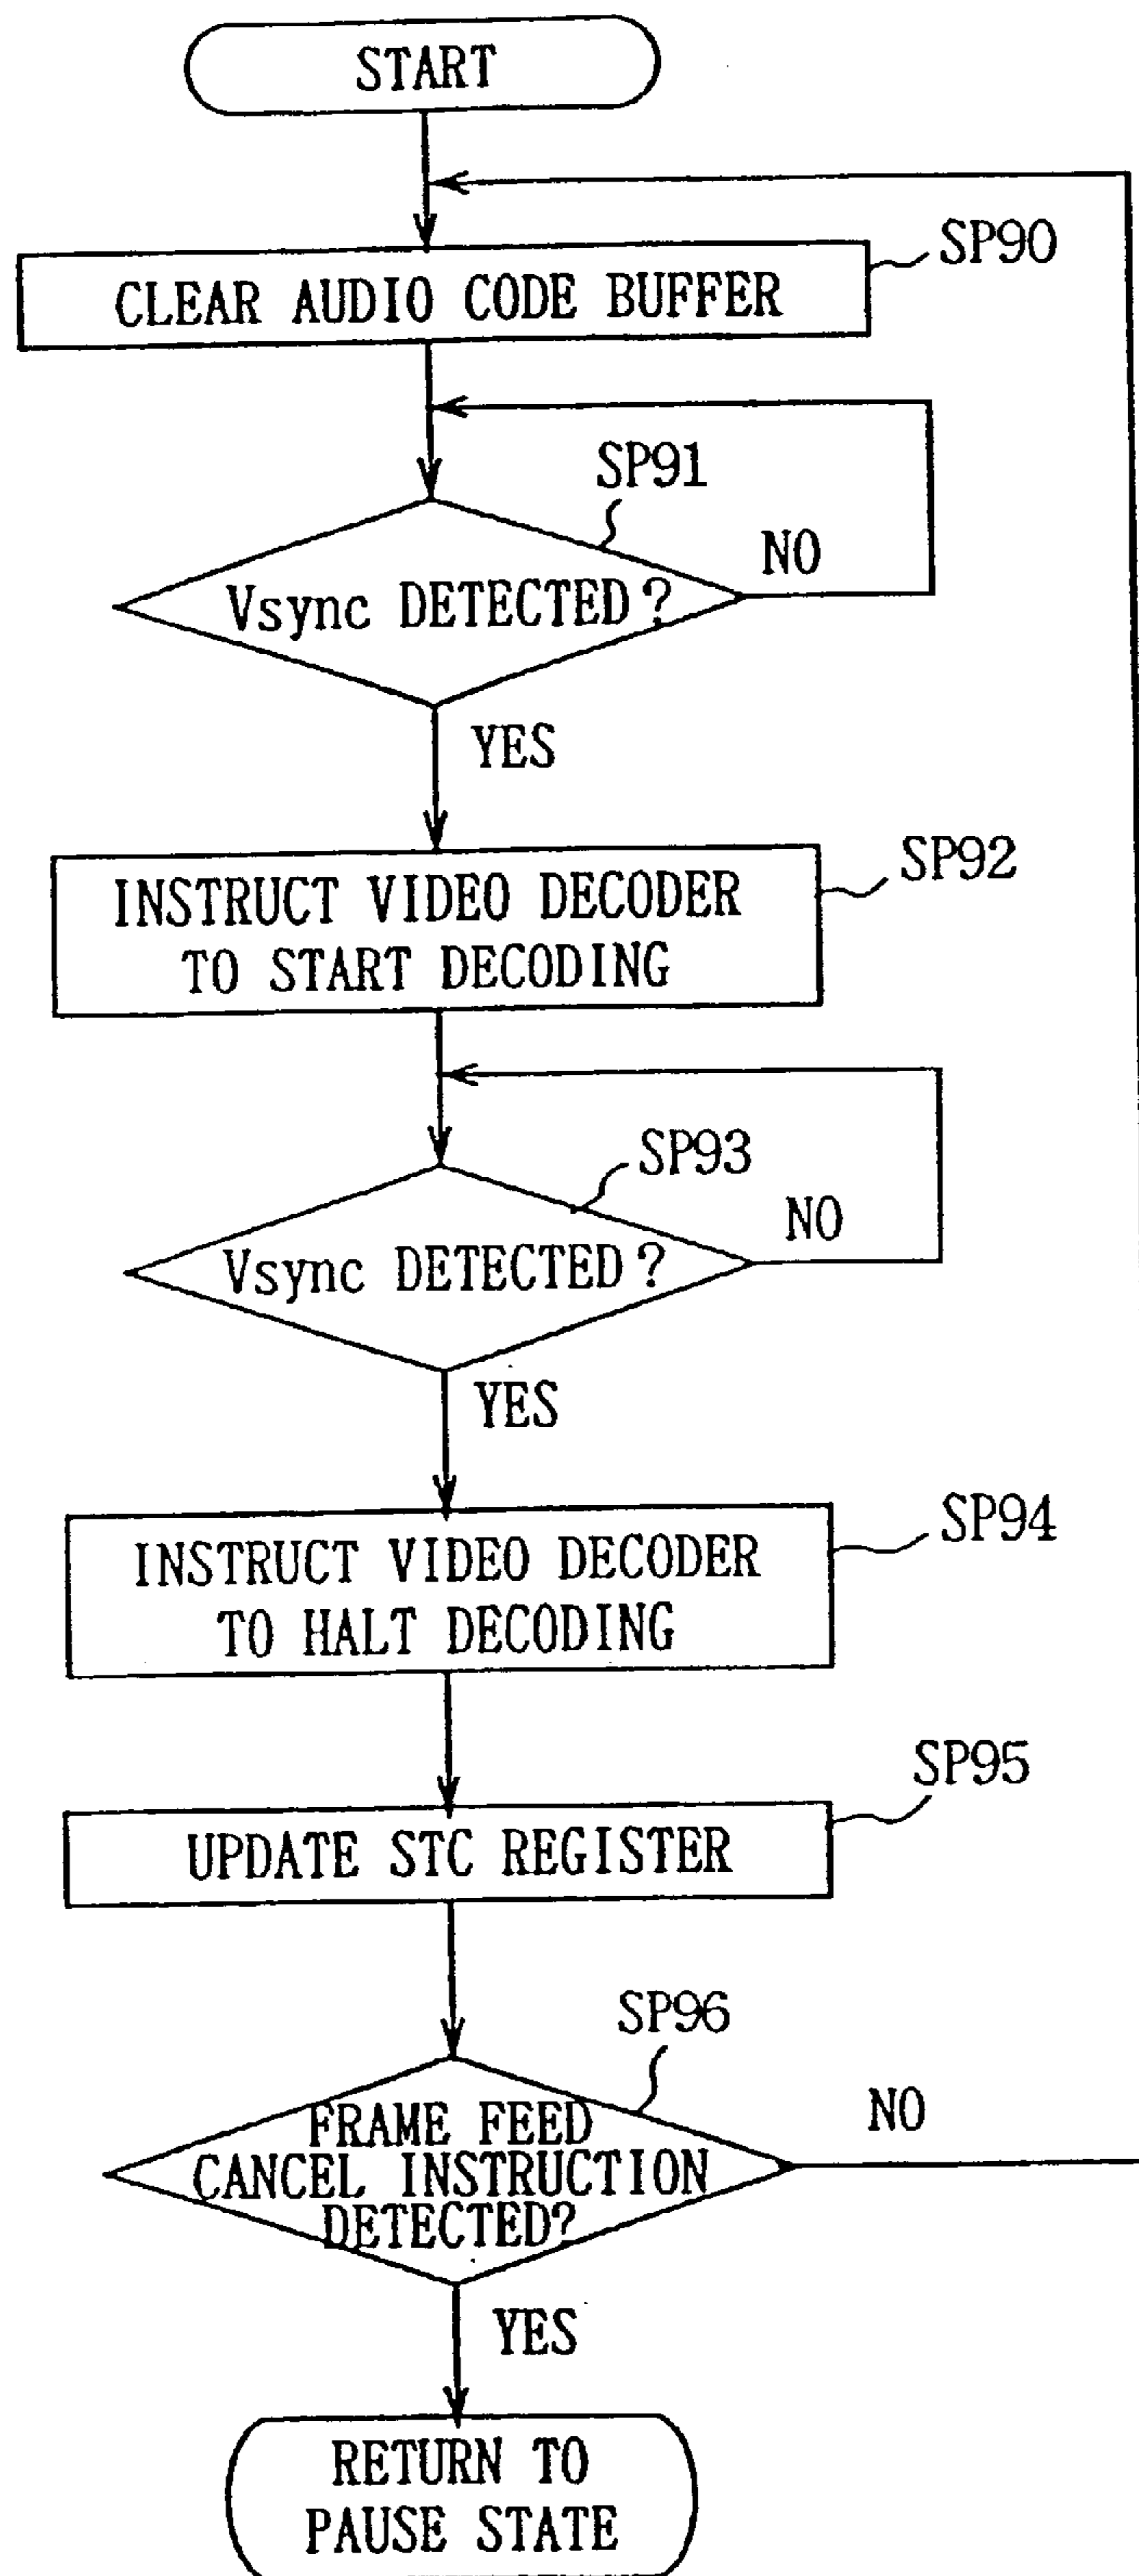 START
SP90
CLEAR AUDIO CODE BUFFER
SP91
NO
Vsync DETECTED?
YES
SP92
INSTRUCT VIDEO DECODER
TO START DECODING
SP93
NO
Vsync DETECTED?
YES
SP94
INSTRUCT VIDEO DECODER
TO HALT DECODING
SP95
UPDATE STC REGISTER
SP96
NO
FRAME FEED
CANCEL INSTRUCTION
DETECTED?
YES
RETURN TO
PAUSE STATE